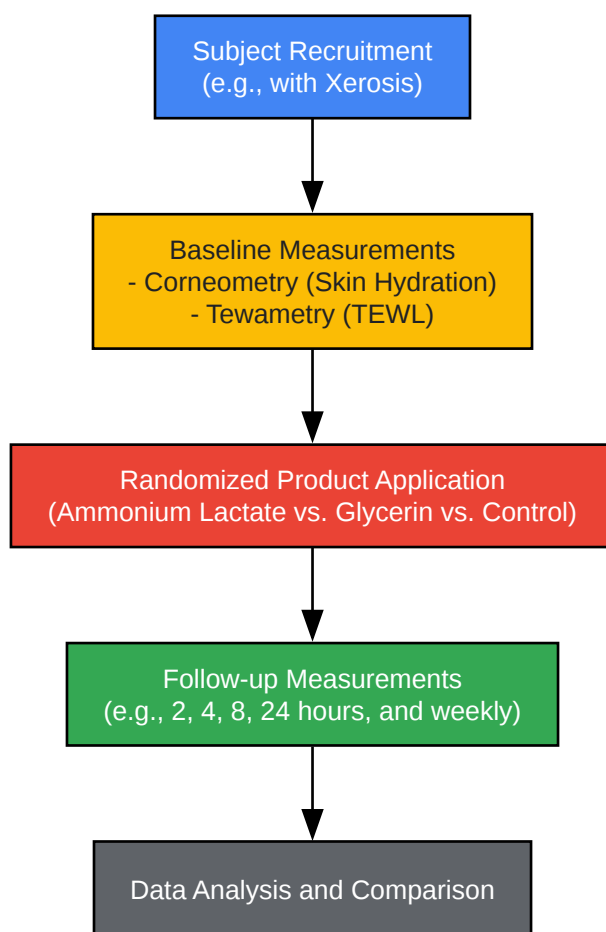 Subject Recruitment
(e.g., with Xerosis)
Baseline Measurements
- Corneometry (Skin Hydration)
- Tewametry (TEWL)
Randomized Product Application
(Ammonium Lactate vs. Glycerin vs. Control)
Follow-up Measurements
(e.g., 2, 4, 8, 24 hours, and weekly)
Data Analysis and Comparison